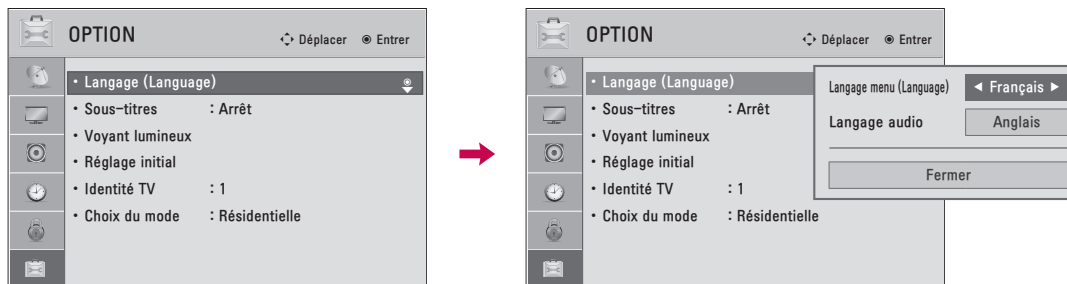 OPTION
Déplacer Entrer
• Langage (Language)
• Sous-titres : Arrêt
• Voyant lumineux
• Réglage initial
• Identité TV : 1
• Choix du mode : Résidentielle
OPTION
Déplacer Entrer
• Langage (Language)
• Sous-titres : Arrêt
• Voyant lumineux
• Réglage initial
• Identité TV : 1
• Choix du mode : Résidentielle
Langage menu (Language) ◄ Français ►
Langage audio Anglais
Fermer